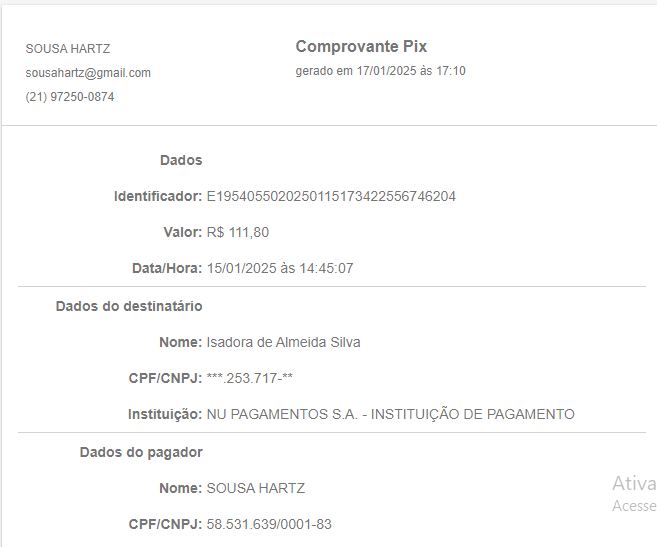 SOUSA HARTZ
Comprovante Pix
sousahartz@gmail.com
gerado em 17/01/2025 às 17:10
(21) 97250-0874
Dados
Identificador: E1954055020250115173422556746204
Valor: R$ 111,80
Data/Hora: 15/01/2025 às 14:45:07
Dados do destinatário
Nome: Isadora de Almeida Silva
CPF/CNPJ: ***.253.717-**
Instituição: NU PAGAMENTOS S.A. - INSTITUIÇÃO DE PAGAMENTO
Dados do pagador
Nome: SOUSA HARTZ
CPF/CNPJ: 58.531.639/0001-83
Ativa
Acesse